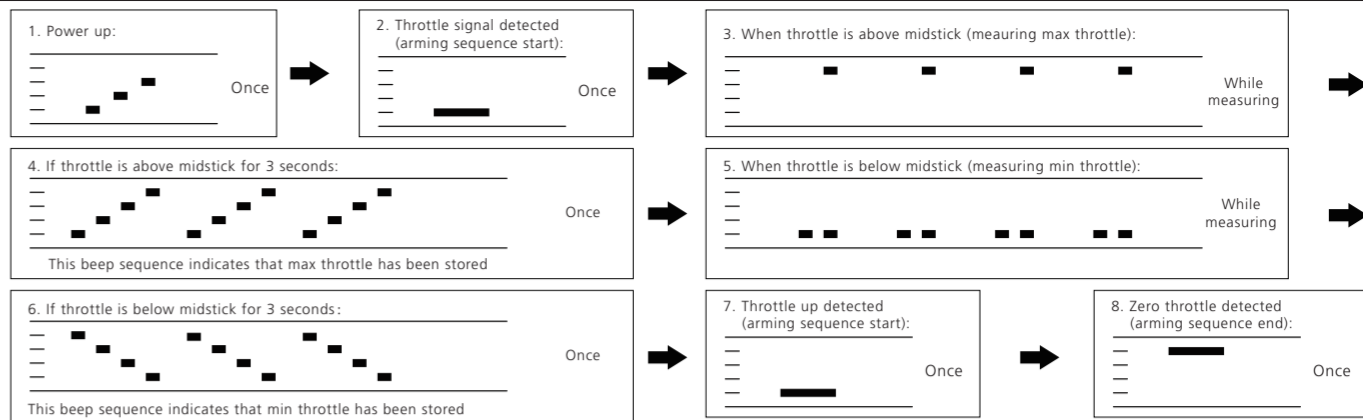 1. Power up:
Once
2. Throttle signal detected
(arming sequence start):
Once
3. When throttle is above midstick (meauring max throttle):
While
measuring
4. If throttle is above midstick for 3 seconds:
Once
This beep sequence indicates that max throttle has been stored
5. When throttle is below midstick (measuring min throttle):
While
measuring
6. If throttle is below midstick for 3 seconds:
Once
This beep sequence indicates that min throttle has been stored
7. Throttle up detected
(arming sequence start):
Once
8. Zero throttle detected
(arming sequence end):
Once